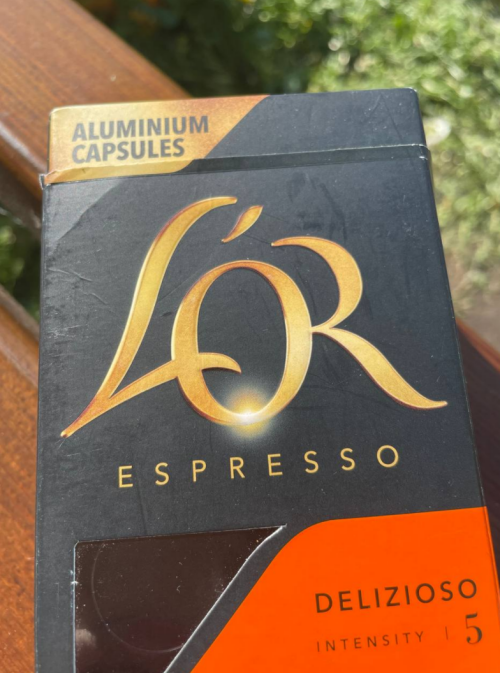 ALUMINIUM
CAPSULES
L'OR
ESPRESSO
DELIZIOSO
INTENSITY | 5